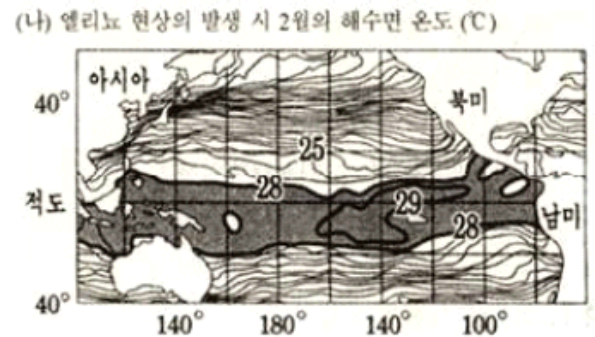 (나) 엘리뇨 현상의 발생 시 2월의 해수면 온도 (℃)
아시아
40°
북미
25
28
적도
29
28
남미
40°
140° 180° 140° 100°